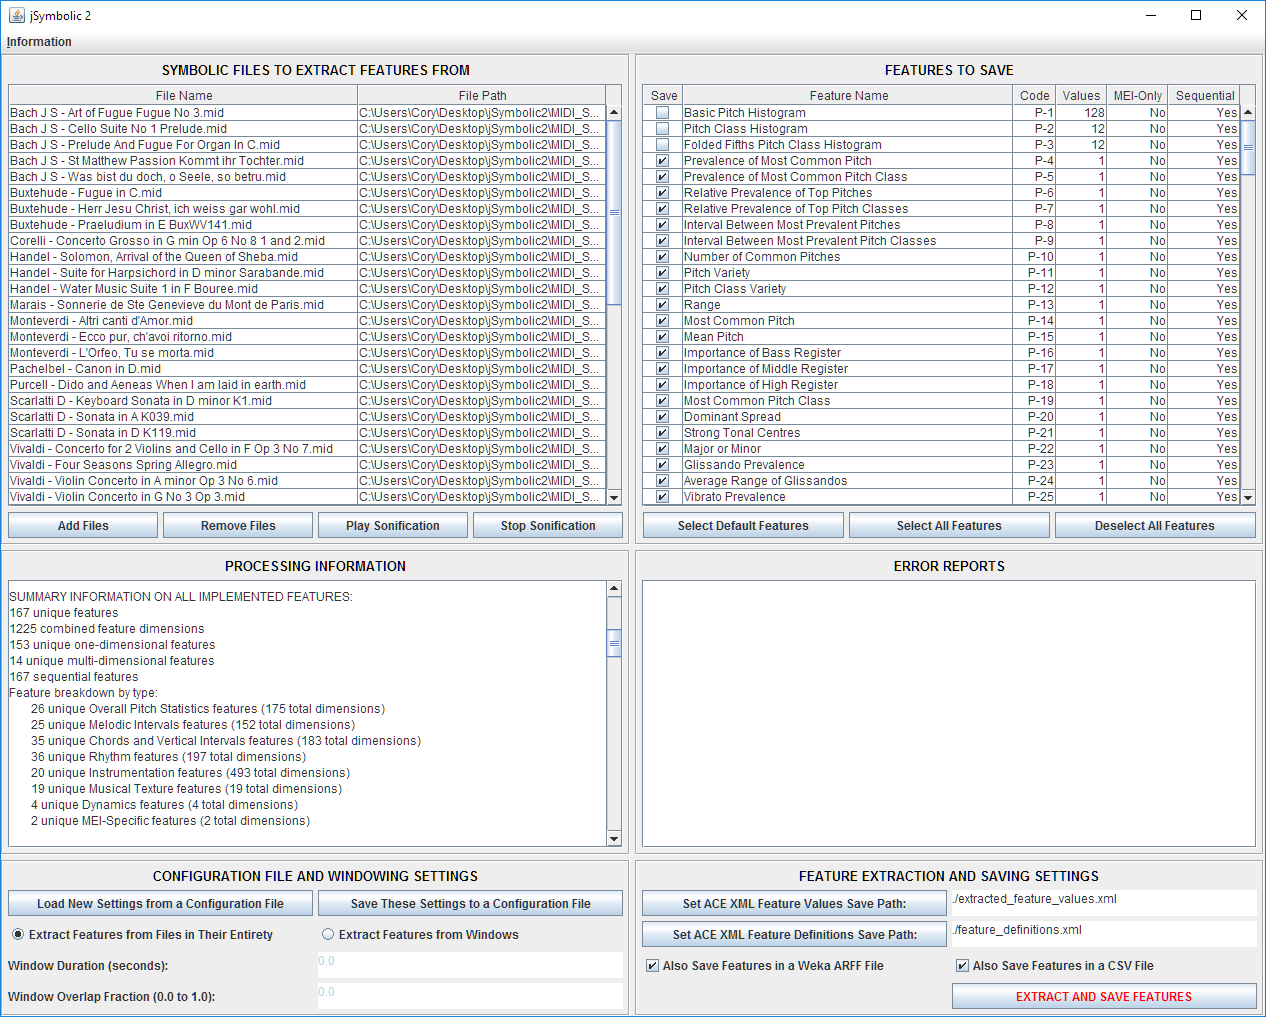 jSymbolic 2
Information
SYMBOLIC FILES TO EXTRACT FEATURES FROM
File Name File Path
Bach J S - Art of Fugue Fugue No 3.mid C:\Users\Cory\Desktop\jSymbolic2\MIDI_S...
Bach J S - Cello Suite No 1 Prelude.mid C:\Users\Cory\Desktop\jSymbolic2\MIDI_S...
Bach J S - Prelude And Fugue For Organ In C.mid C:\Users\Cory\Desktop\jSymbolic2\MIDI_S...
Bach J S - St Matthew Passion Kommt ihr Tochter.mid C:\Users\Cory\Desktop\jSymbolic2\MIDI_S...
Bach J S - Was bist du doch, o Seele, so betru.mid C:\Users\Cory\Desktop\jSymbolic2\MIDI_S...
Buxtehude - Fugue in C.mid C:\Users\Cory\Desktop\jSymbolic2\MIDI_S...
Buxtehude - Herr Jesu Christ, ich weiss gar wohl.mid C:\Users\Cory\Desktop\jSymbolic2\MIDI_S...
Buxtehude - Praeludium in E BuxWV141.mid C:\Users\Cory\Desktop\jSymbolic2\MIDI_S...
Corelli - Concerto Grosso in G min Op 6 No 8 1 and 2.mid C:\Users\Cory\Desktop\jSymbolic2\MIDI_S...
Handel - Solomon, Arrival of the Queen of Sheba.mid C:\Users\Cory\Desktop\jSymbolic2\MIDI_S...
Handel - Suite for Harpsichord in D minor Sarabande.mid C:\Users\Cory\Desktop\jSymbolic2\MIDI_S...
Handel - Water Music Suite 1 in F Bouree.mid C:\Users\Cory\Desktop\jSymbolic2\MIDI_S...
Marais - Sonnerie de Ste Genevieve du Mont de Paris.mid C:\Users\Cory\Desktop\jSymbolic2\MIDI_S...
Monteverdi - Altri canti d'Amor.mid C:\Users\Cory\Desktop\jSymbolic2\MIDI_S...
Monteverdi - Ecco pur, ch'avoi ritorno.mid C:\Users\Cory\Desktop\jSymbolic2\MIDI_S...
Monteverdi - L'Orfeo, Tu se morta.mid C:\Users\Cory\Desktop\jSymbolic2\MIDI_S...
Pachelbel - Canon in D.mid C:\Users\Cory\Desktop\jSymbolic2\MIDI_S...
Purcell - Dido and Aeneas When I am laid in earth.mid C:\Users\Cory\Desktop\jSymbolic2\MIDI_S...
Scarlatti D - Keyboard Sonata in D minor K1.mid C:\Users\Cory\Desktop\jSymbolic2\MIDI_S...
Scarlatti D - Sonata in A K039.mid C:\Users\Cory\Desktop\jSymbolic2\MIDI_S...
Scarlatti D - Sonata in D K119.mid C:\Users\Cory\Desktop\jSymbolic2\MIDI_S...
Vivaldi - Concerto for 2 Violins and Cello in F Op 3 No 7.mid C:\Users\Cory\Desktop\jSymbolic2\MIDI_S...
Vivaldi - Four Seasons Spring Allegro.mid C:\Users\Cory\Desktop\jSymbolic2\MIDI_S...
Vivaldi - Violin Concerto in A minor Op 3 No 6.mid C:\Users\Cory\Desktop\jSymbolic2\MIDI_S...
Vivaldi - Violin Concerto in G No 3 Op 3.mid C:\Users\Cory\Desktop\jSymbolic2\MIDI_S...
Add Files Remove Files Play Sonification Stop Sonification
FEATURES TO SAVE
Save Feature Name Code Values MEI-Only Sequential
Basic Pitch Histogram P-1 128 No Yes
Pitch Class Histogram P-2 12 No Yes
Folded Fifths Pitch Class Histogram P-3 12 No Yes
Prevalence of Most Common Pitch P-4 1 No Yes
Prevalence of Most Common Pitch Class P-5 1 No Yes
Relative Prevalence of Top Pitches P-6 1 No Yes
Relative Prevalence of Top Pitch Classes P-7 1 No Yes
Interval Between Most Prevalent Pitches P-8 1 No Yes
Interval Between Most Prevalent Pitch Classes P-9 1 No Yes
Number of Common Pitches P-10 1 No Yes
Pitch Variety P-11 1 No Yes
Pitch Class Variety P-12 1 No Yes
Range P-13 1 No Yes
Most Common Pitch P-14 1 No Yes
Mean Pitch P-15 1 No Yes
Importance of Bass Register P-16 1 No Yes
Importance of Middle Register P-17 1 No Yes
Importance of High Register P-18 1 No Yes
Most Common Pitch Class P-19 1 No Yes
Dominant Spread P-20 1 No Yes
Strong Tonal Centres P-21 1 No Yes
Major or Minor P-22 1 No Yes
Glissando Prevalence P-23 1 No Yes
Average Range of Glissandos P-24 1 No Yes
Vibrato Prevalence P-25 1 No Yes
Select Default Features Select All Features Deselect All Features
PROCESSING INFORMATION
SUMMARY INFORMATION ON ALL IMPLEMENTED FEATURES:
167 unique features
1225 combined feature dimensions
153 unique one-dimensional features
14 unique multi-dimensional features
167 sequential features
Feature breakdown by type:
26 unique Overall Pitch Statistics features (175 total dimensions)
25 unique Melodic Intervals features (152 total dimensions)
35 unique Chords and Vertical Intervals features (183 total dimensions)
36 unique Rhythm features (197 total dimensions)
20 unique Instrumentation features (493 total dimensions)
19 unique Musical Texture features (19 total dimensions)
4 unique Dynamics features (4 total dimensions)
2 unique MEI-Specific features (2 total dimensions)
ERROR REPORTS
CONFIGURATION FILE AND WINDOWING SETTINGS
Load New Settings from a Configuration File Save These Settings to a Configuration File
Extract Features from Files in Their Entirety Extract Features from Windows
Window Duration (seconds): 0.0
Window Overlap Fraction (0.0 to 1.0): 0.0
FEATURE EXTRACTION AND SAVING SETTINGS
Set ACE XML Feature Values Save Path: ./extracted_feature_values.xml
Set ACE XML Feature Definitions Save Path: ./feature_definitions.xml
Also Save Features in a Weka ARFF File Also Save Features in a CSV File
EXTRACT AND SAVE FEATURES